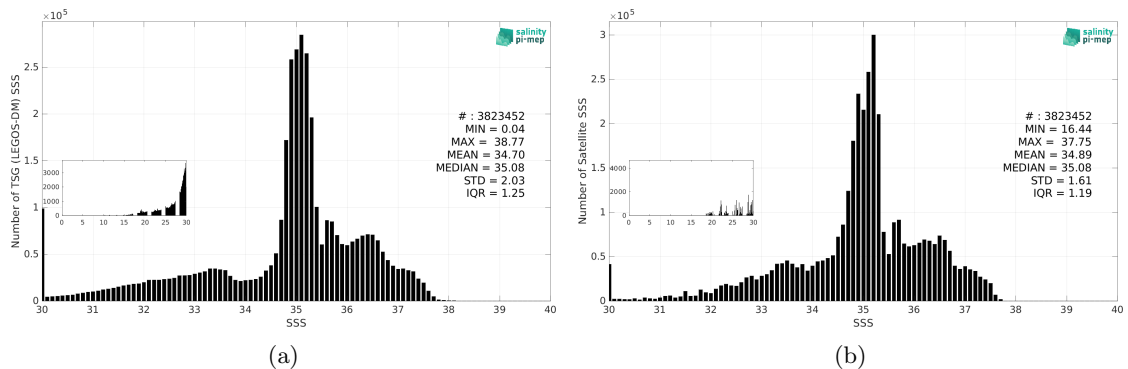 ×10⁵
salinity
pi-mep
2.5
2
1.5
1
0.5
0
Number of TSG (LEGOS-DM) SSS
# : 3823452
MIN = 0.04
MAX = 38.77
MEAN = 34.70
MEDIAN = 35.08
STD = 2.03
IQR = 1.25
3000
2000
1000
0
0 5 10 15 20 25 30
30 31 32 33 34 35 36 37 38 39 40
SSS
(a)
×10⁵
salinity
pi-mep
3
2.5
2
1.5
1
0.5
0
Number of Satellite SSS
# : 3823452
MIN = 16.44
MAX = 37.75
MEAN = 34.89
MEDIAN = 35.08
STD = 1.61
IQR = 1.19
4000
2000
0
0 5 10 15 20 25 30
30 31 32 33 34 35 36 37 38 39 40
SSS
(b)